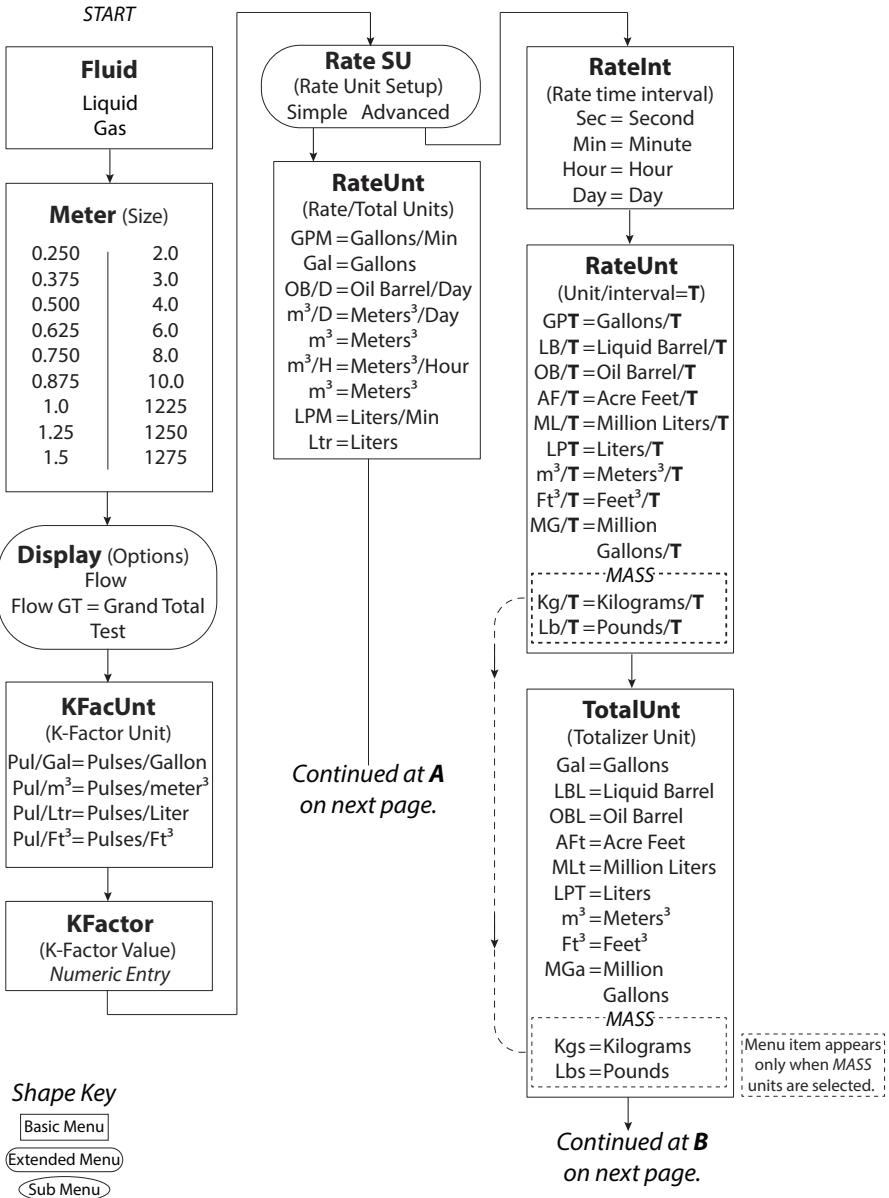 START
Fluid
Liquid
Gas
Meter (Size)
0.250 2.0
0.375 3.0
0.500 4.0
0.625 6.0
0.750 8.0
0.875 10.0
1.0 1225
1.25 1250
1.5 1275
Display (Options)
Flow
Flow GT = Grand Total
Test
KFacUnt
(K-Factor Unit)
Pul/Gal= Pulses/Gallon
Pul/m³= Pulses/meter³
Pul/Ltr= Pulses/Liter
Pul/Ft³= Pulses/Ft³
KFactor
(K-Factor Value)
Numeric Entry
Shape Key
Basic Menu
Extended Menu
Sub Menu
Rate SU
(Rate Unit Setup)
Simple Advanced
RateUnt
(Rate/Total Units)
GPM = Gallons/Min
Gal = Gallons
OB/D = Oil Barrel/Day
m³/D = Meters³/Day
m³ = Meters³
m³/H = Meters³/Hour
m³ = Meters³
LPM = Liters/Min
Ltr = Liters
Continued at A
on next page.
RateInt
(Rate time interval)
Sec = Second
Min = Minute
Hour = Hour
Day = Day
RateUnt
(Unit/interval=T)
GPT = Gallons/T
LB/T = Liquid Barrel/T
OB/T = Oil Barrel/T
AF/T = Acre Feet/T
ML/T = Million Liters/T
LPT = Liters/T
m³/T = Meters³/T
Ft³/T = Feet³/T
MG/T = Million
Gallons/T
MASS
Kg/T = Kilograms/T
Lb/T = Pounds/T
TotalUnt
(Totalizer Unit)
Gal = Gallons
LBL = Liquid Barrel
OBL = Oil Barrel
AFt = Acre Feet
MLt = Million Liters
LPT = Liters
m³ = Meters³
Ft³ = Feet³
MGa = Million
Gallons
MASS
Kgs = Kilograms
Lbs = Pounds
Menu item appears
only when MASS
units are selected.
Continued at B
on next page.